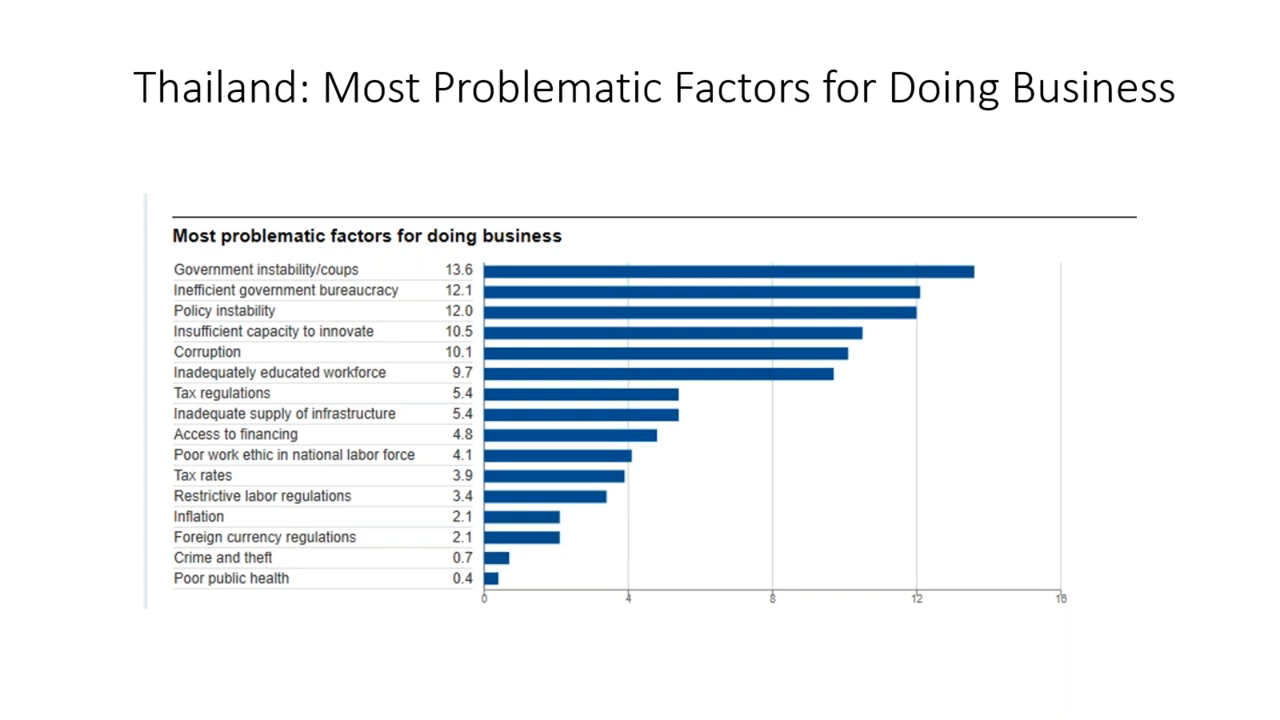 Thailand: Most Problematic Factors for Doing Business
Most problematic factors for doing business
Government instability/coups 13.6
Inefficient government bureaucracy 12.1
Policy instability 12.0
Insufficient capacity to innovate 10.5
Corruption 10.1
Inadequately educated workforce 9.7
Tax regulations 5.4
Inadequate supply of infrastructure 5.4
Access to financing 4.8
Poor work ethic in national labor force 4.1
Tax rates 3.9
Restrictive labor regulations 3.4
Inflation 2.1
Foreign currency regulations 2.1
Crime and theft 0.7
Poor public health 0.4
0 4 8 12 16